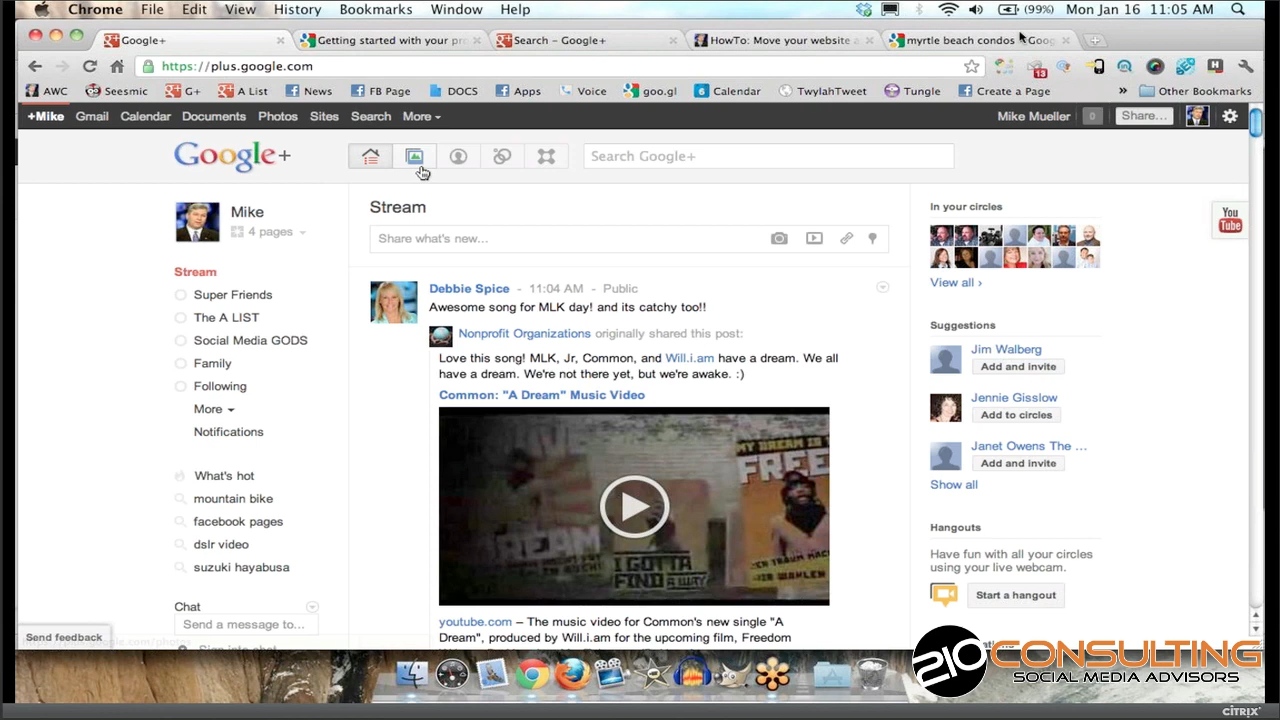 Chrome File Edit View History Bookmarks Window Help (99%) Mon Jan 16 11:05 AM
Google+ Getting started with your pr Search - Google+ HowTo: Move your website a myrtle beach condos - Goog
https://plus.google.com 13
AWC Seesmic G+ A List News FB Page DOCS Apps Voice goo.gl Calendar TwylahTweet Tungle Create a Page » Other Bookmarks
+Mike Gmail Calendar Documents Photos Sites Search More Mike Mueller 0 Share...
Google+ Search Google+
Mike
4 pages
Stream
Share what's new...
Stream
Super Friends
The A LIST
Social Media GODS
Family
Following
More
Notifications
What's hot
mountain bike
facebook pages
dslr video
suzuki hayabusa
Chat
Send a message to...
Sign into chat
Send feedback
Debbie Spice - 11:04 AM - Public
Awesome song for MLK day! and its catchy too!!
Nonprofit Organizations originally shared this post:
Love this song! MLK, Jr, Common, and Will.i.am have a dream. We all
have a dream. We're not there yet, but we're awake. :)
Common: "A Dream" Music Video
FREE
I GOTTA
FIND A WAY
youtube.com – The music video for Common's new single "A
Dream", produced by Will.i.am for the upcoming film, Freedom
In your circles
View all ›
Suggestions
Jim Walberg
Add and invite
Jennie Gisslow
Add to circles
Janet Owens The ...
Add and invite
Show all
Hangouts
Have fun with all your circles
using your live webcam.
Start a hangout
You
Tube
210 CONSULTING
SOCIAL MEDIA ADVISORS
CITRIX